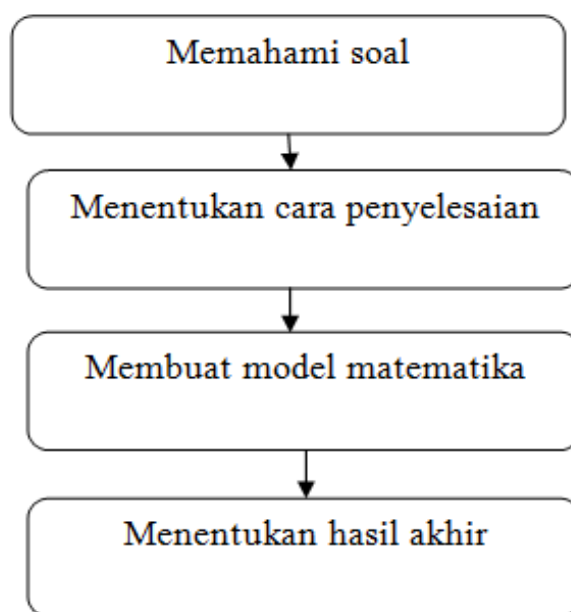 Memahami soal
Menentukan cara penyelesaian
Membuat model matematika
Menentukan hasil akhir